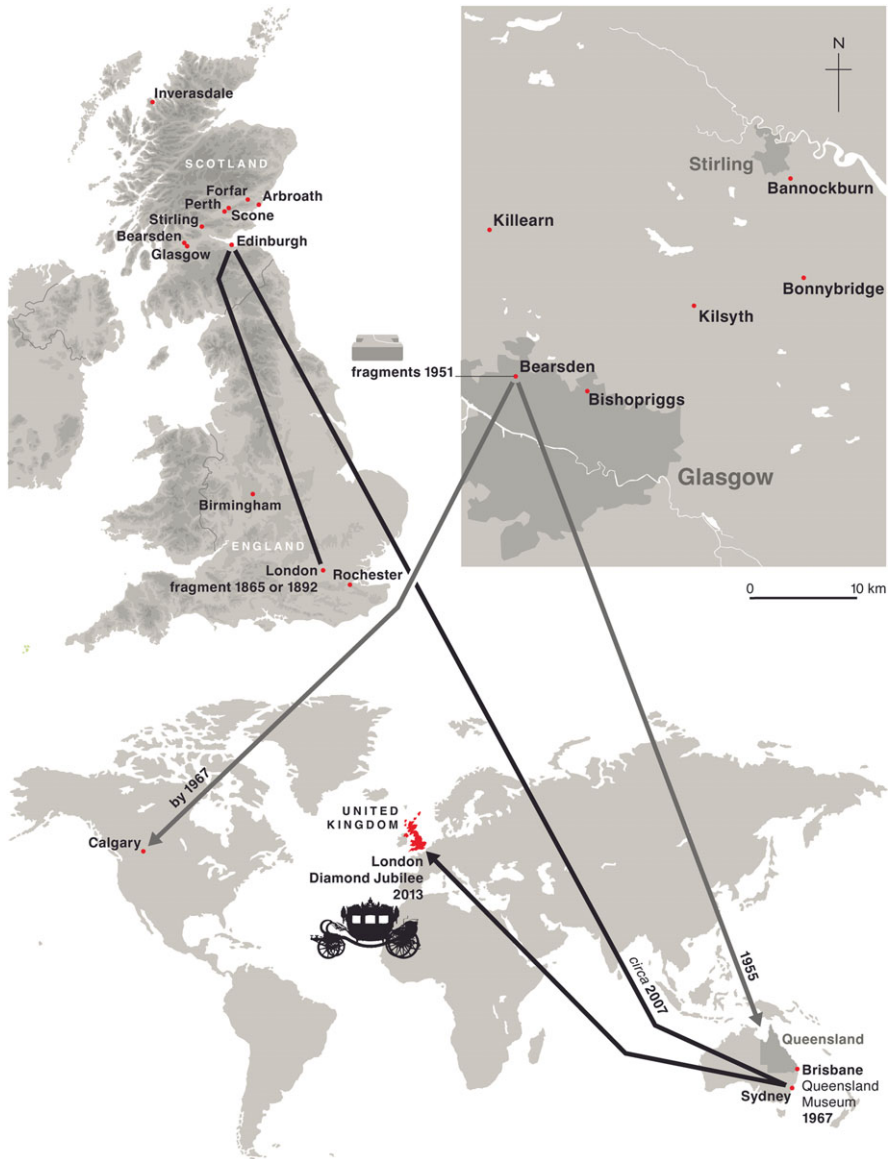 Inverasdale
SCOTLAND
Forfar
Arbroath
Perth
Scone
Stirling
Bearsden
Edinburgh
Glasgow
Birmingham
ENGLAND
London
Rochester
fragment 1865 or 1892
fragments 1951
N
Stirling
Bannockburn
Killearn
Bonnybridge
Kilsyth
Bearsden
Bishopriggs
Glasgow
0 10 km
by 1967
Calgary
UNITED
KINGDOM
London
Diamond Jubilee
2013
circa 2007
1955
Queensland
Brisbane
Sydney
Queensland
Museum
1967